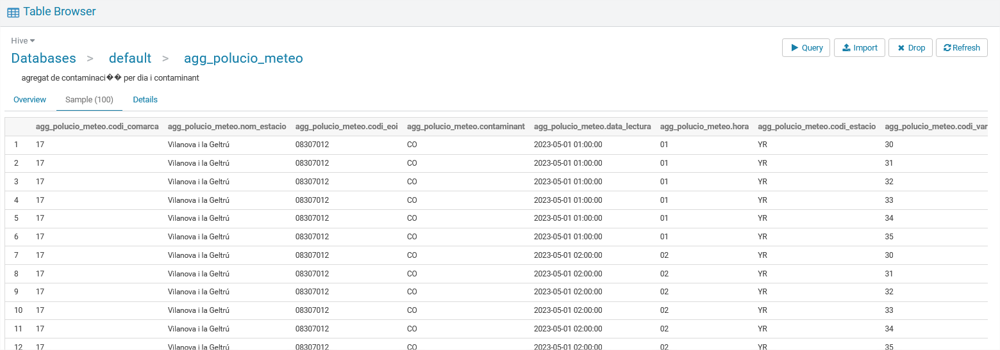 Table Browser
Hive
Databases > default > agg_polucio_meteo
Query Import Drop Refresh
agregat de contaminaci�� per dia i contaminant
Overview Sample (100) Details
agg_polucio_meteo.codi_comarca agg_polucio_meteo.nom_estacio agg_polucio_meteo.codi_eoi agg_polucio_meteo.contaminant agg_polucio_meteo.data_lectura agg_polucio_meteo.hora agg_polucio_meteo.codi_estacio agg_polucio_meteo.codi_var
1 17 Vilanova i la Geltrú 08307012 CO 2023-05-01 01:00:00 01 YR 30
2 17 Vilanova i la Geltrú 08307012 CO 2023-05-01 01:00:00 01 YR 31
3 17 Vilanova i la Geltrú 08307012 CO 2023-05-01 01:00:00 01 YR 32
4 17 Vilanova i la Geltrú 08307012 CO 2023-05-01 01:00:00 01 YR 33
5 17 Vilanova i la Geltrú 08307012 CO 2023-05-01 01:00:00 01 YR 34
6 17 Vilanova i la Geltrú 08307012 CO 2023-05-01 01:00:00 01 YR 35
7 17 Vilanova i la Geltrú 08307012 CO 2023-05-01 02:00:00 02 YR 30
8 17 Vilanova i la Geltrú 08307012 CO 2023-05-01 02:00:00 02 YR 31
9 17 Vilanova i la Geltrú 08307012 CO 2023-05-01 02:00:00 02 YR 32
10 17 Vilanova i la Geltrú 08307012 CO 2023-05-01 02:00:00 02 YR 33
11 17 Vilanova i la Geltrú 08307012 CO 2023-05-01 02:00:00 02 YR 34
12 17 Vilanova i la Geltrú 08307012 CO 2023-05-01 02:00:00 02 YR 35